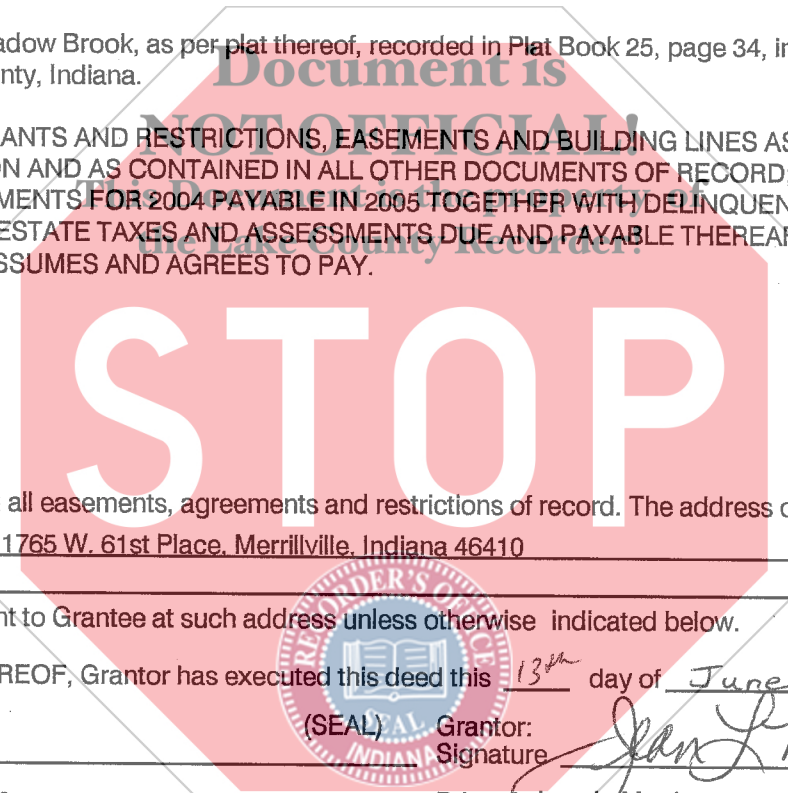 adow Brook, as per plat thereof, recorded in Plat Book 25, page 34, in
nty, Indiana.
Document is
NOT OFFICIAL!
This Document is the property of
the Lake County Recorder!
ANTS AND RESTRICTIONS, EASEMENTS AND BUILDING LINES AS
ON AND AS CONTAINED IN ALL OTHER DOCUMENTS OF RECORD;
MENTS FOR 2004 PAYABLE IN 2005 TOGETHER WITH DELINQUEN
ESTATE TAXES AND ASSESSMENTS DUE AND PAYABLE THEREAF
SSUMES AND AGREES TO PAY.
STOP
all easements, agreements and restrictions of record. The address o
1765 W. 61st Place, Merrillville, Indiana 46410
nt to Grantee at such address unless otherwise indicated below.
REOF, Grantor has executed this deed this 13th day of June
RECORDER'S OFFICE
SEAL
INDIANA
(SEAL) Grantor:
Signature Jean L